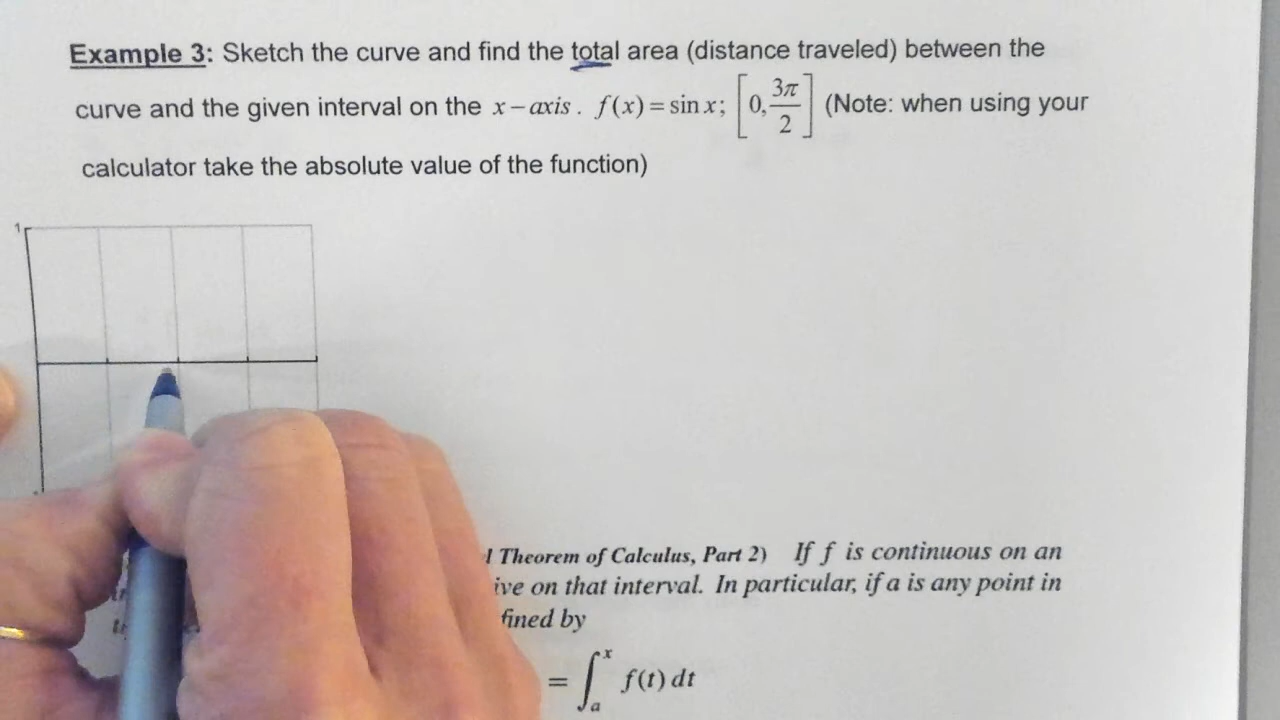 Example 3: Sketch the curve and find the total area (distance traveled) between the
curve and the given interval on the x – axis . f(x) = sin x; [0, 3π/2] (Note: when using your
calculator take the absolute value of the function)
1
Theorem of Calculus, Part 2) If f is continuous on an
on that interval. In particular, if a is any point in
by
= ∫ₐˣ f(t) dt